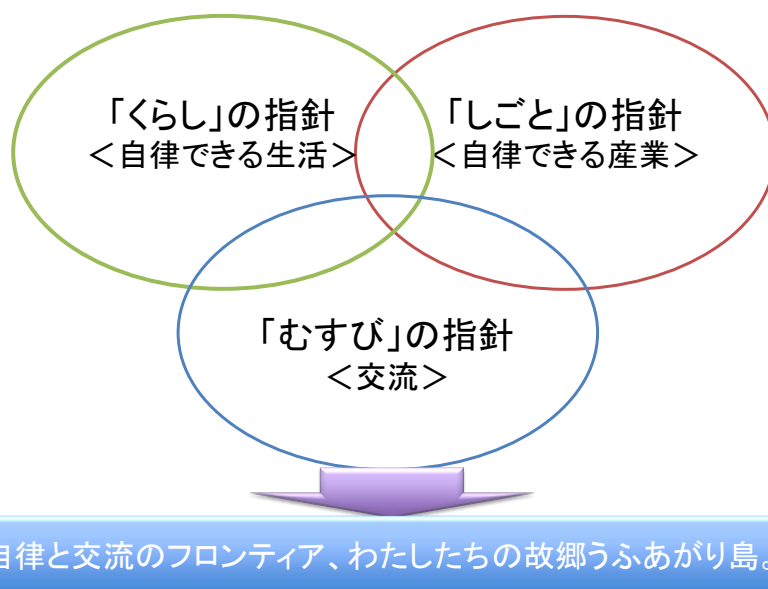 「くらし」の指針
＜自律できる生活＞
「しごと」の指針
＜自律できる産業＞
「むすび」の指針
＜交流＞
自律と交流のフロンティア、わたしたちの故郷うふあがり島。